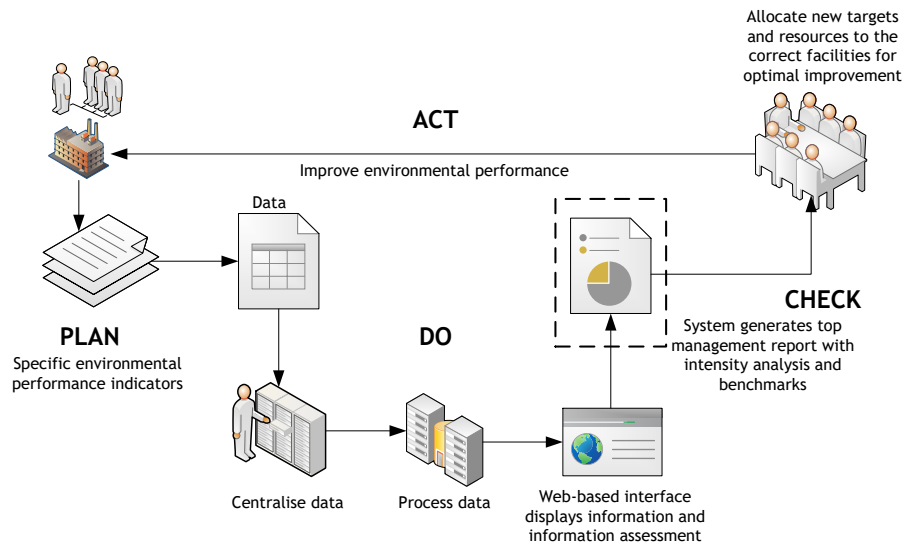 Allocate new targets
and resources to the
correct facilities for
optimal improvement
ACT
Improve environmental performance
Data
PLAN
Specific environmental
performance indicators
DO
CHECK
System generates top
management report with
intensity analysis and
benchmarks
Centralise data
Process data
Web-based interface
displays information and
information assessment